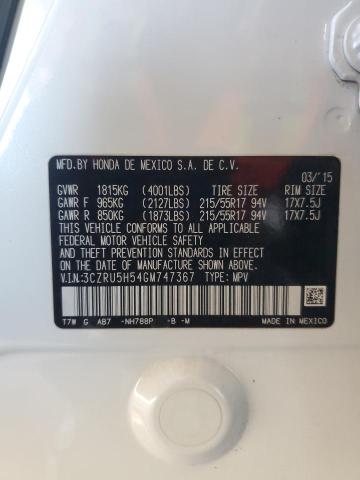 MFD.BY HONDA DE MEXICO S.A. DE C.V.
03/'15
GVWR 1815KG (4001LBS) TIRE SIZE RIM SIZE
GAWR F 965KG (2127LBS) 215/55R17 94V 17X7.5J
GAWR R 850KG (1873LBS) 215/55R17 94V 17X7.5J
THIS VEHICLE CONFORMS TO ALL APPLICABLE
FEDERAL MOTOR VEHICLE SAFETY, BUMPER AND
THEFT PREVENTION STANDARDS IN EFFECT ON
THE DATE OF MANUFACTURE SHOWN ABOVE.
V.I.N.:3CZRU5H54GM747367 TYPE: MPV
T7W G AB7 -NH788P -B -M MADE IN MEXICO